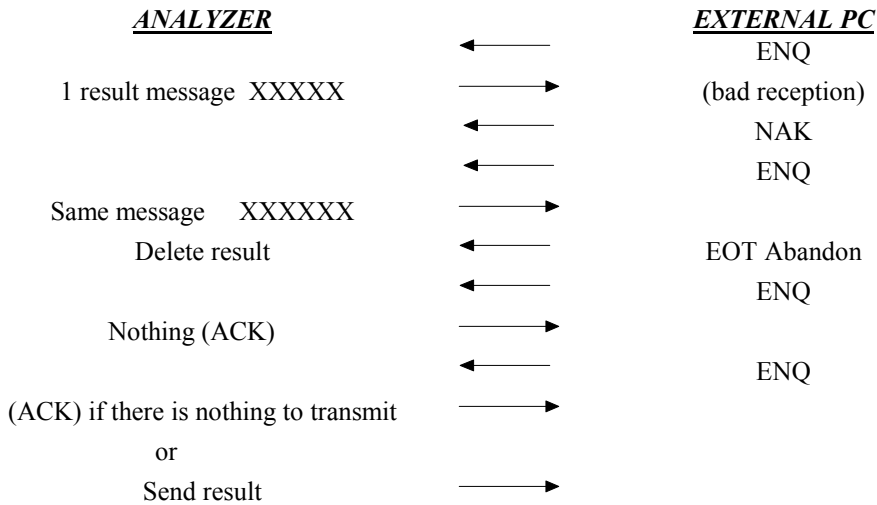 ANALYZER EXTERNAL PC
ENQ
1 result message XXXXX (bad reception)
NAK
ENQ
Same message XXXXXX
Delete result EOT Abandon
ENQ
Nothing (ACK)
ENQ
(ACK) if there is nothing to transmit
or
Send result